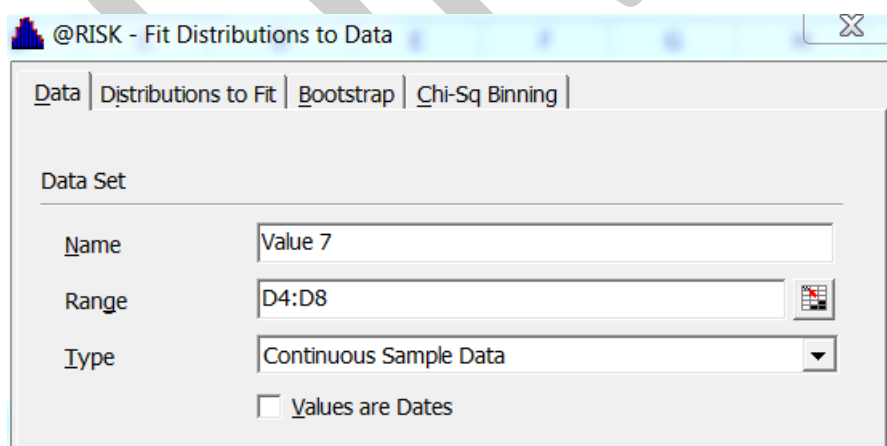 @RISK - Fit Distributions to Data
Data Distributions to Fit Bootstrap Chi-Sq Binning
Data Set
Name Value 7
Range D4:D8
Type Continuous Sample Data
Values are Dates